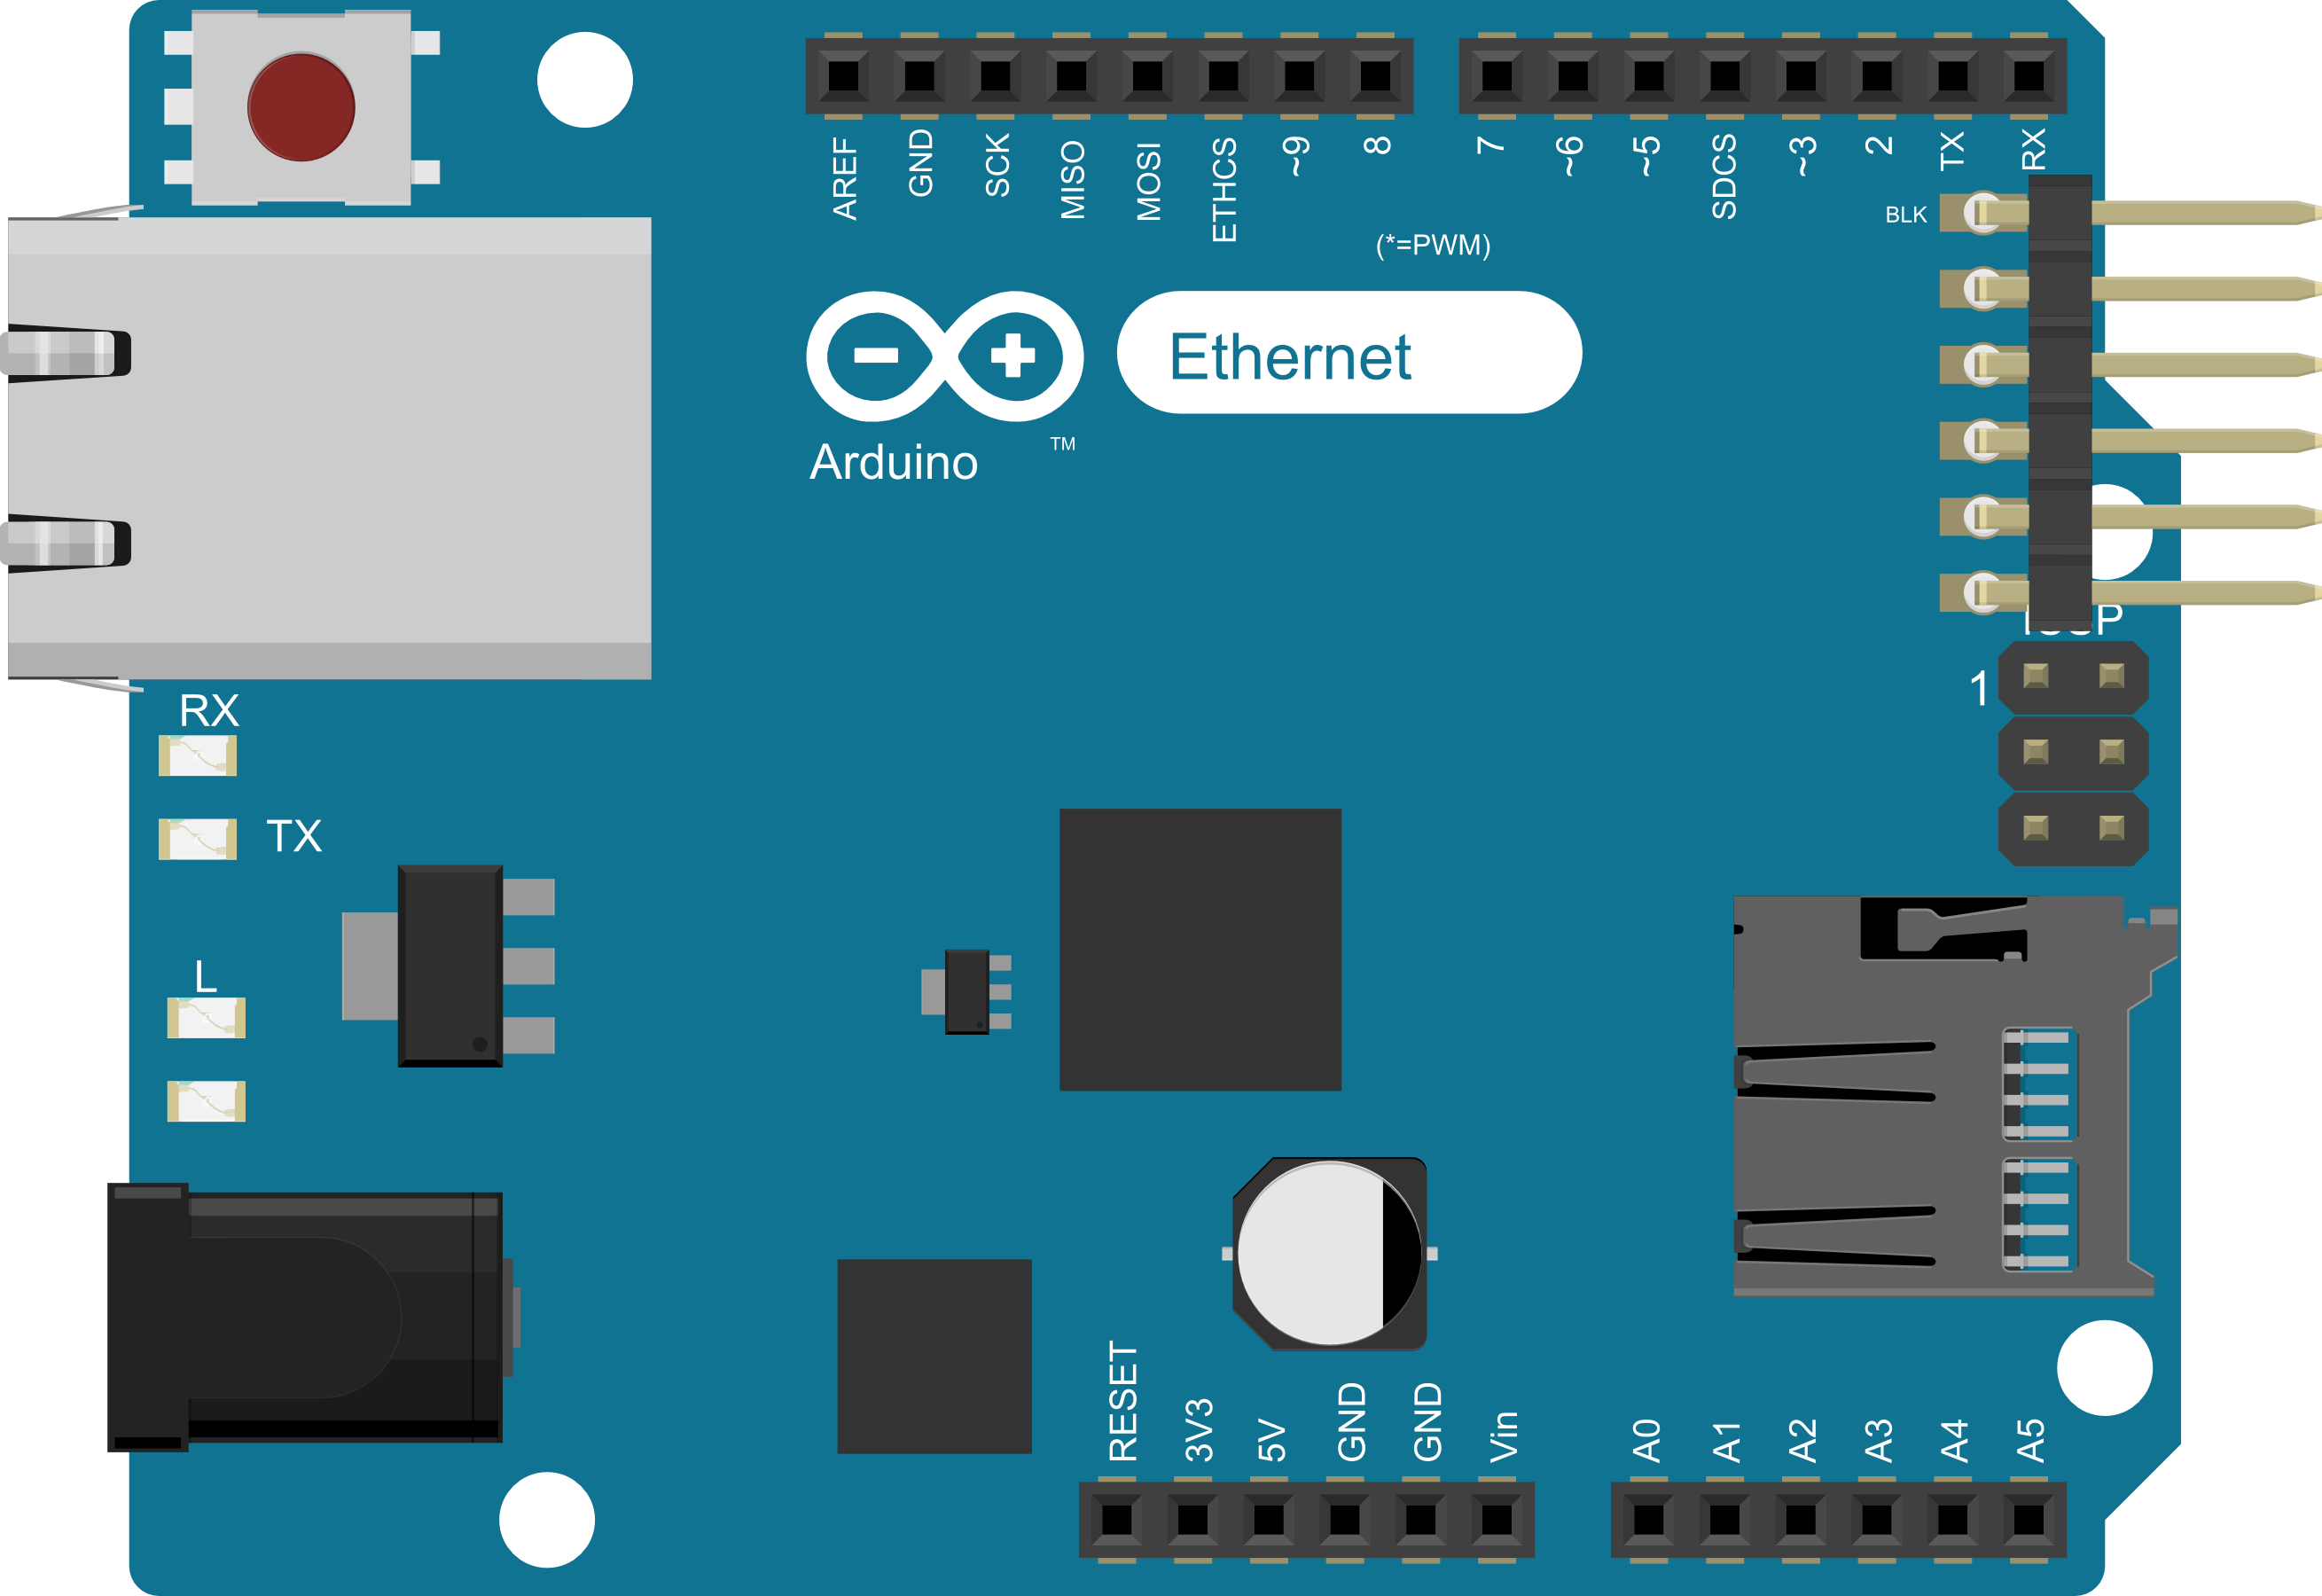 AREF
GND
SCK
MISO
MOSI
ETHCS
~9
8
7
~6
~5
SDCS
~3
2
TX
RX
BLK
(*=PWM)
Ethernet
Arduino
TM
1
RX
TX
L
RESET
3V3
5V
GND
GND
Vin
A0
A1
A2
A3
A4
A5